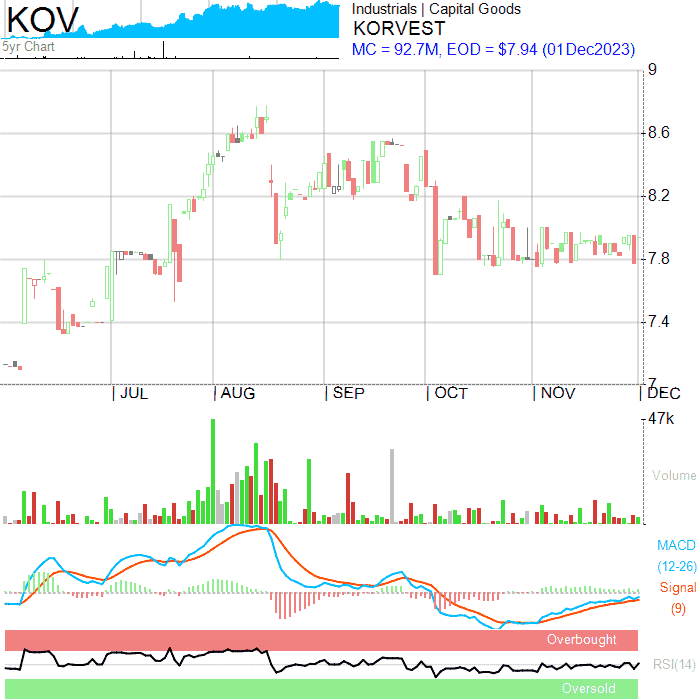 KOV
5yr Chart
Industrials | Capital Goods
KORVEST
MC = 92.7M, EOD = $7.94 (01Dec2023)
9
8.6
8.2
7.8
7.4
7
JUL
AUG
SEP
OCT
NOV
DEC
47k
Volume
MACD
(12-26)
Signal
(9)
Overbought
RSI(14)
Oversold